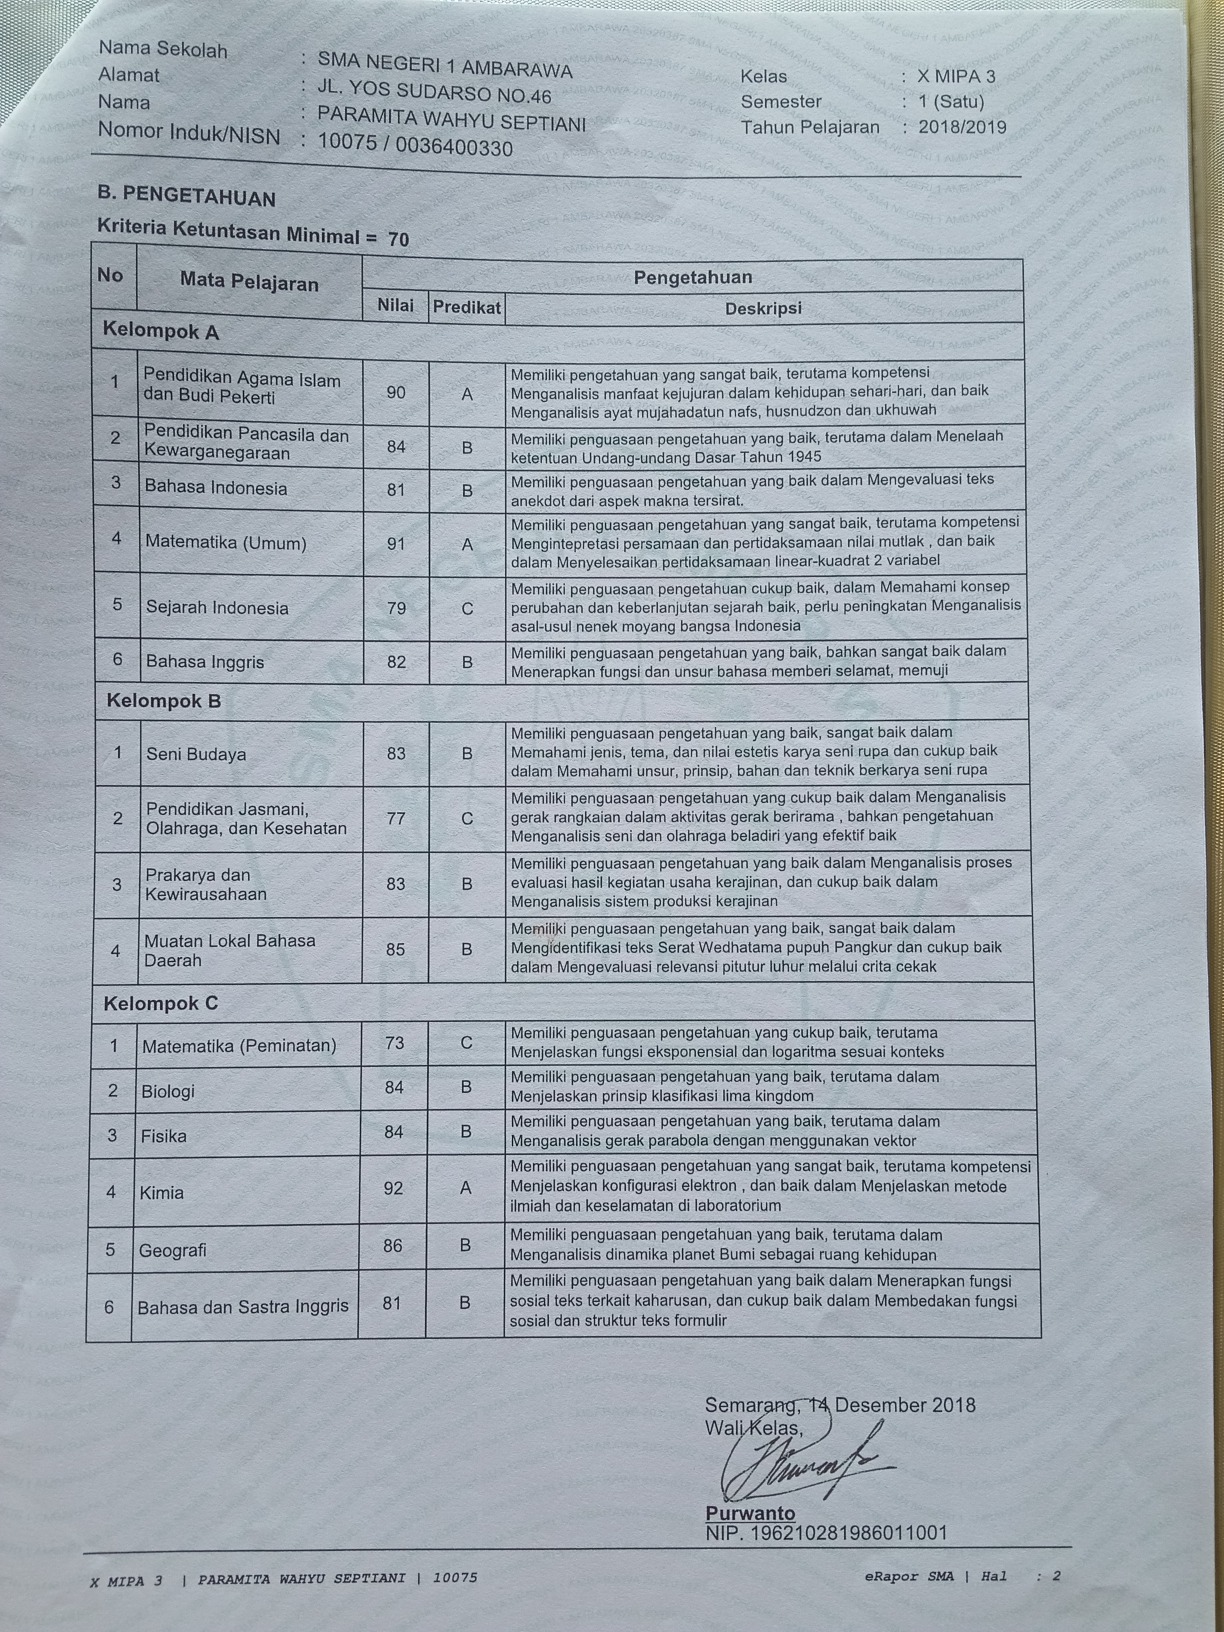 Nama Sekolah : SMA NEGERI 1 AMBARAWA
Alamat : JL. YOS SUDARSO NO.46
Nama : PARAMITA WAHYU SEPTIANI
Nomor Induk/NISN : 10075 / 0036400330
Kelas : X MIPA 3
Semester : 1 (Satu)
Tahun Pelajaran : 2018/2019
B. PENGETAHUAN
Kriteria Ketuntasan Minimal = 70
No Mata Pelajaran Pengetahuan
Nilai Predikat Deskripsi
Kelompok A
1 Pendidikan Agama Islam dan Budi Pekerti 90 A Memiliki pengetahuan yang sangat baik, terutama kompetensi
Menganalisis manfaat kejujuran dalam kehidupan sehari-hari, dan baik
Menganalisis ayat mujahadatun nafs, husnudzon dan ukhuwah
2 Pendidikan Pancasila dan Kewarganegaraan 84 B Memiliki penguasaan pengetahuan yang baik, terutama dalam Menelaah
ketentuan Undang-undang Dasar Tahun 1945
3 Bahasa Indonesia 81 B Memiliki penguasaan pengetahuan yang baik dalam Mengevaluasi teks
anekdot dari aspek makna tersirat.
4 Matematika (Umum) 91 A Memiliki penguasaan pengetahuan yang sangat baik, terutama kompetensi
Mengintepretasi persamaan dan pertidaksamaan nilai mutlak , dan baik
dalam Menyelesaikan pertidaksamaan linear-kuadrat 2 variabel
5 Sejarah Indonesia 79 C Memiliki penguasaan pengetahuan cukup baik, dalam Memahami konsep
perubahan dan keberlanjutan sejarah baik, perlu peningkatan Menganalisis
asal-usul nenek moyang bangsa Indonesia
6 Bahasa Inggris 82 B Memiliki penguasaan pengetahuan yang baik, bahkan sangat baik dalam
Menerapkan fungsi dan unsur bahasa memberi selamat, memuji
Kelompok B
1 Seni Budaya 83 B Memiliki penguasaan pengetahuan yang baik, sangat baik dalam
Memahami jenis, tema, dan nilai estetis karya seni rupa dan cukup baik
dalam Memahami unsur, prinsip, bahan dan teknik berkarya seni rupa
2 Pendidikan Jasmani, Olahraga, dan Kesehatan 77 C Memiliki penguasaan pengetahuan yang cukup baik dalam Menganalisis
gerak rangkaian dalam aktivitas gerak berirama , bahkan pengetahuan
Menganalisis seni dan olahraga beladiri yang efektif baik
3 Prakarya dan Kewirausahaan 83 B Memiliki penguasaan pengetahuan yang baik dalam Menganalisis proses
evaluasi hasil kegiatan usaha kerajinan, dan cukup baik dalam
Menganalisis sistem produksi kerajinan
4 Muatan Lokal Bahasa Daerah 85 B Memiliki penguasaan pengetahuan yang baik, sangat baik dalam
Mengidentifikasi teks Serat Wedhatama pupuh Pangkur dan cukup baik
dalam Mengevaluasi relevansi pitutur luhur melalui crita cekak
Kelompok C
1 Matematika (Peminatan) 73 C Memiliki penguasaan pengetahuan yang cukup baik, terutama
Menjelaskan fungsi eksponensial dan logaritma sesuai konteks
2 Biologi 84 B Memiliki penguasaan pengetahuan yang baik, terutama dalam
Menjelaskan prinsip klasifikasi lima kingdom
3 Fisika 84 B Memiliki penguasaan pengetahuan yang baik, terutama dalam
Menganalisis gerak parabola dengan menggunakan vektor
4 Kimia 92 A Memiliki penguasaan pengetahuan yang sangat baik, terutama kompetensi
Menjelaskan konfigurasi elektron , dan baik dalam Menjelaskan metode
ilmiah dan keselamatan di laboratorium
5 Geografi 86 B Memiliki penguasaan pengetahuan yang baik, terutama dalam
Menganalisis dinamika planet Bumi sebagai ruang kehidupan
6 Bahasa dan Sastra Inggris 81 B Memiliki penguasaan pengetahuan yang baik dalam Menerapkan fungsi
sosial teks terkait kaharusan, dan cukup baik dalam Membedakan fungsi
sosial dan struktur teks formulir
Semarang, 14 Desember 2018
Wali Kelas,
Purwanto
NIP. 196210281986011001
X MIPA 3 | PARAMITA WAHYU SEPTIANI | 10075
eRapor SMA | Hal : 2